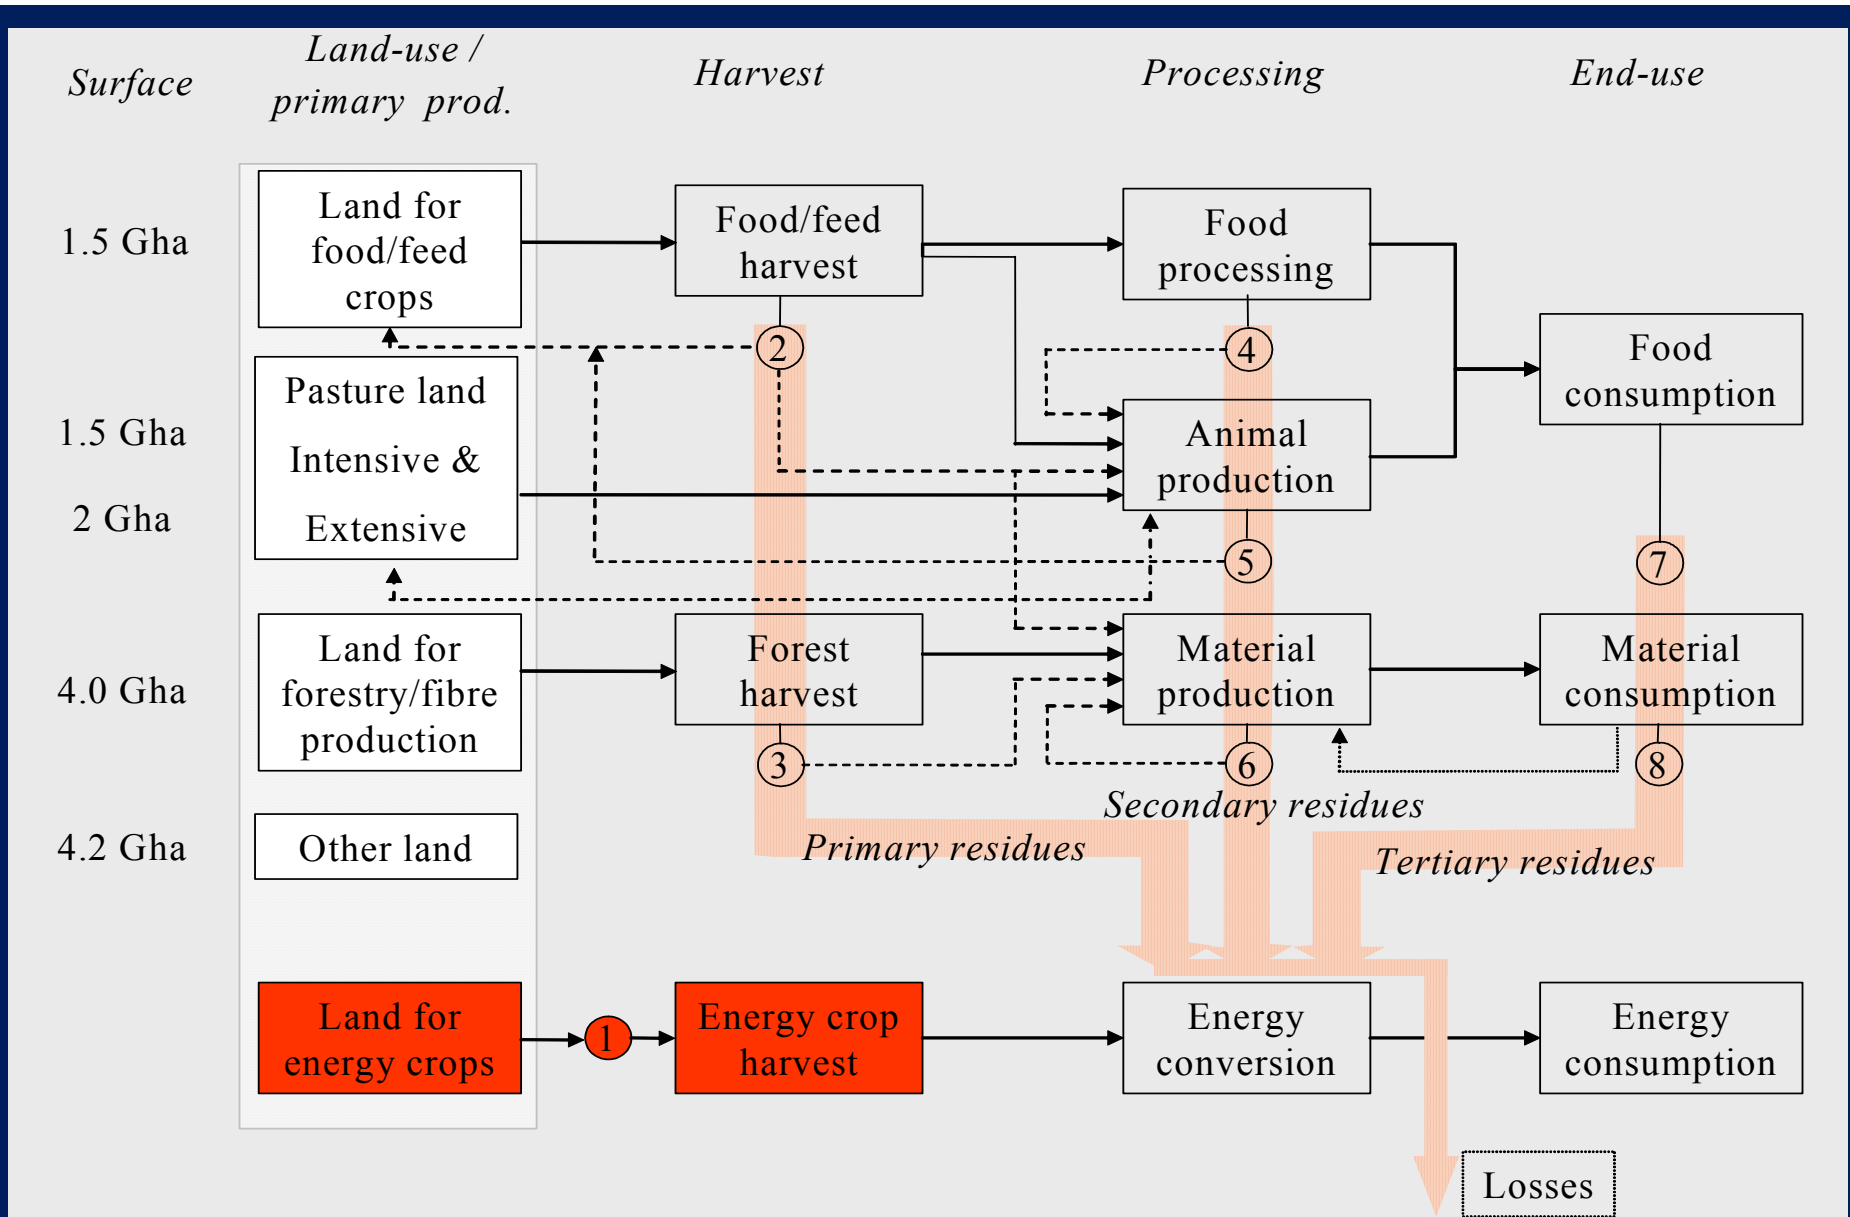 Surface
Land-use /
primary prod.
Harvest
Processing
End-use
1.5 Gha
Land for
food/feed
crops
Food/feed
harvest
Food
processing
2
4
Food
consumption
1.5 Gha
2 Gha
Pasture land
Intensive &
Extensive
Animal
production
5
7
4.0 Gha
Land for
forestry/fibre
production
Forest
harvest
Material
production
Material
consumption
3
6
8
Secondary residues
4.2 Gha
Other land
Primary residues
Tertiary residues
Land for
energy crops
1
Energy crop
harvest
Energy
conversion
Energy
consumption
Losses